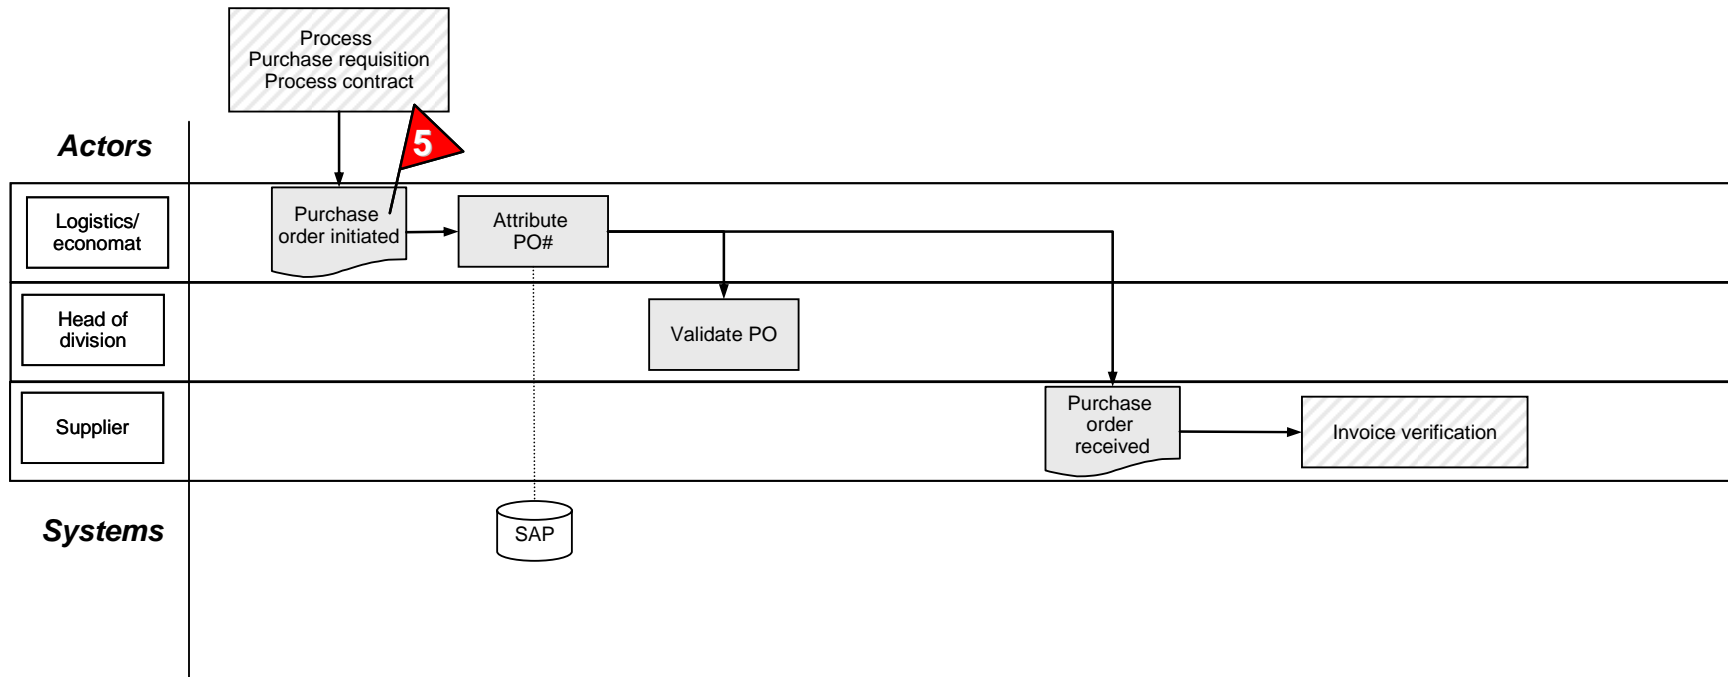 Process
Purchase requisition
Process contract
5
Actors
Logistics/
economat
Purchase
order initiated
Attribute
PO#
Head of
division
Validate PO
Supplier
Purchase
order
received
Invoice verification
Systems
SAP